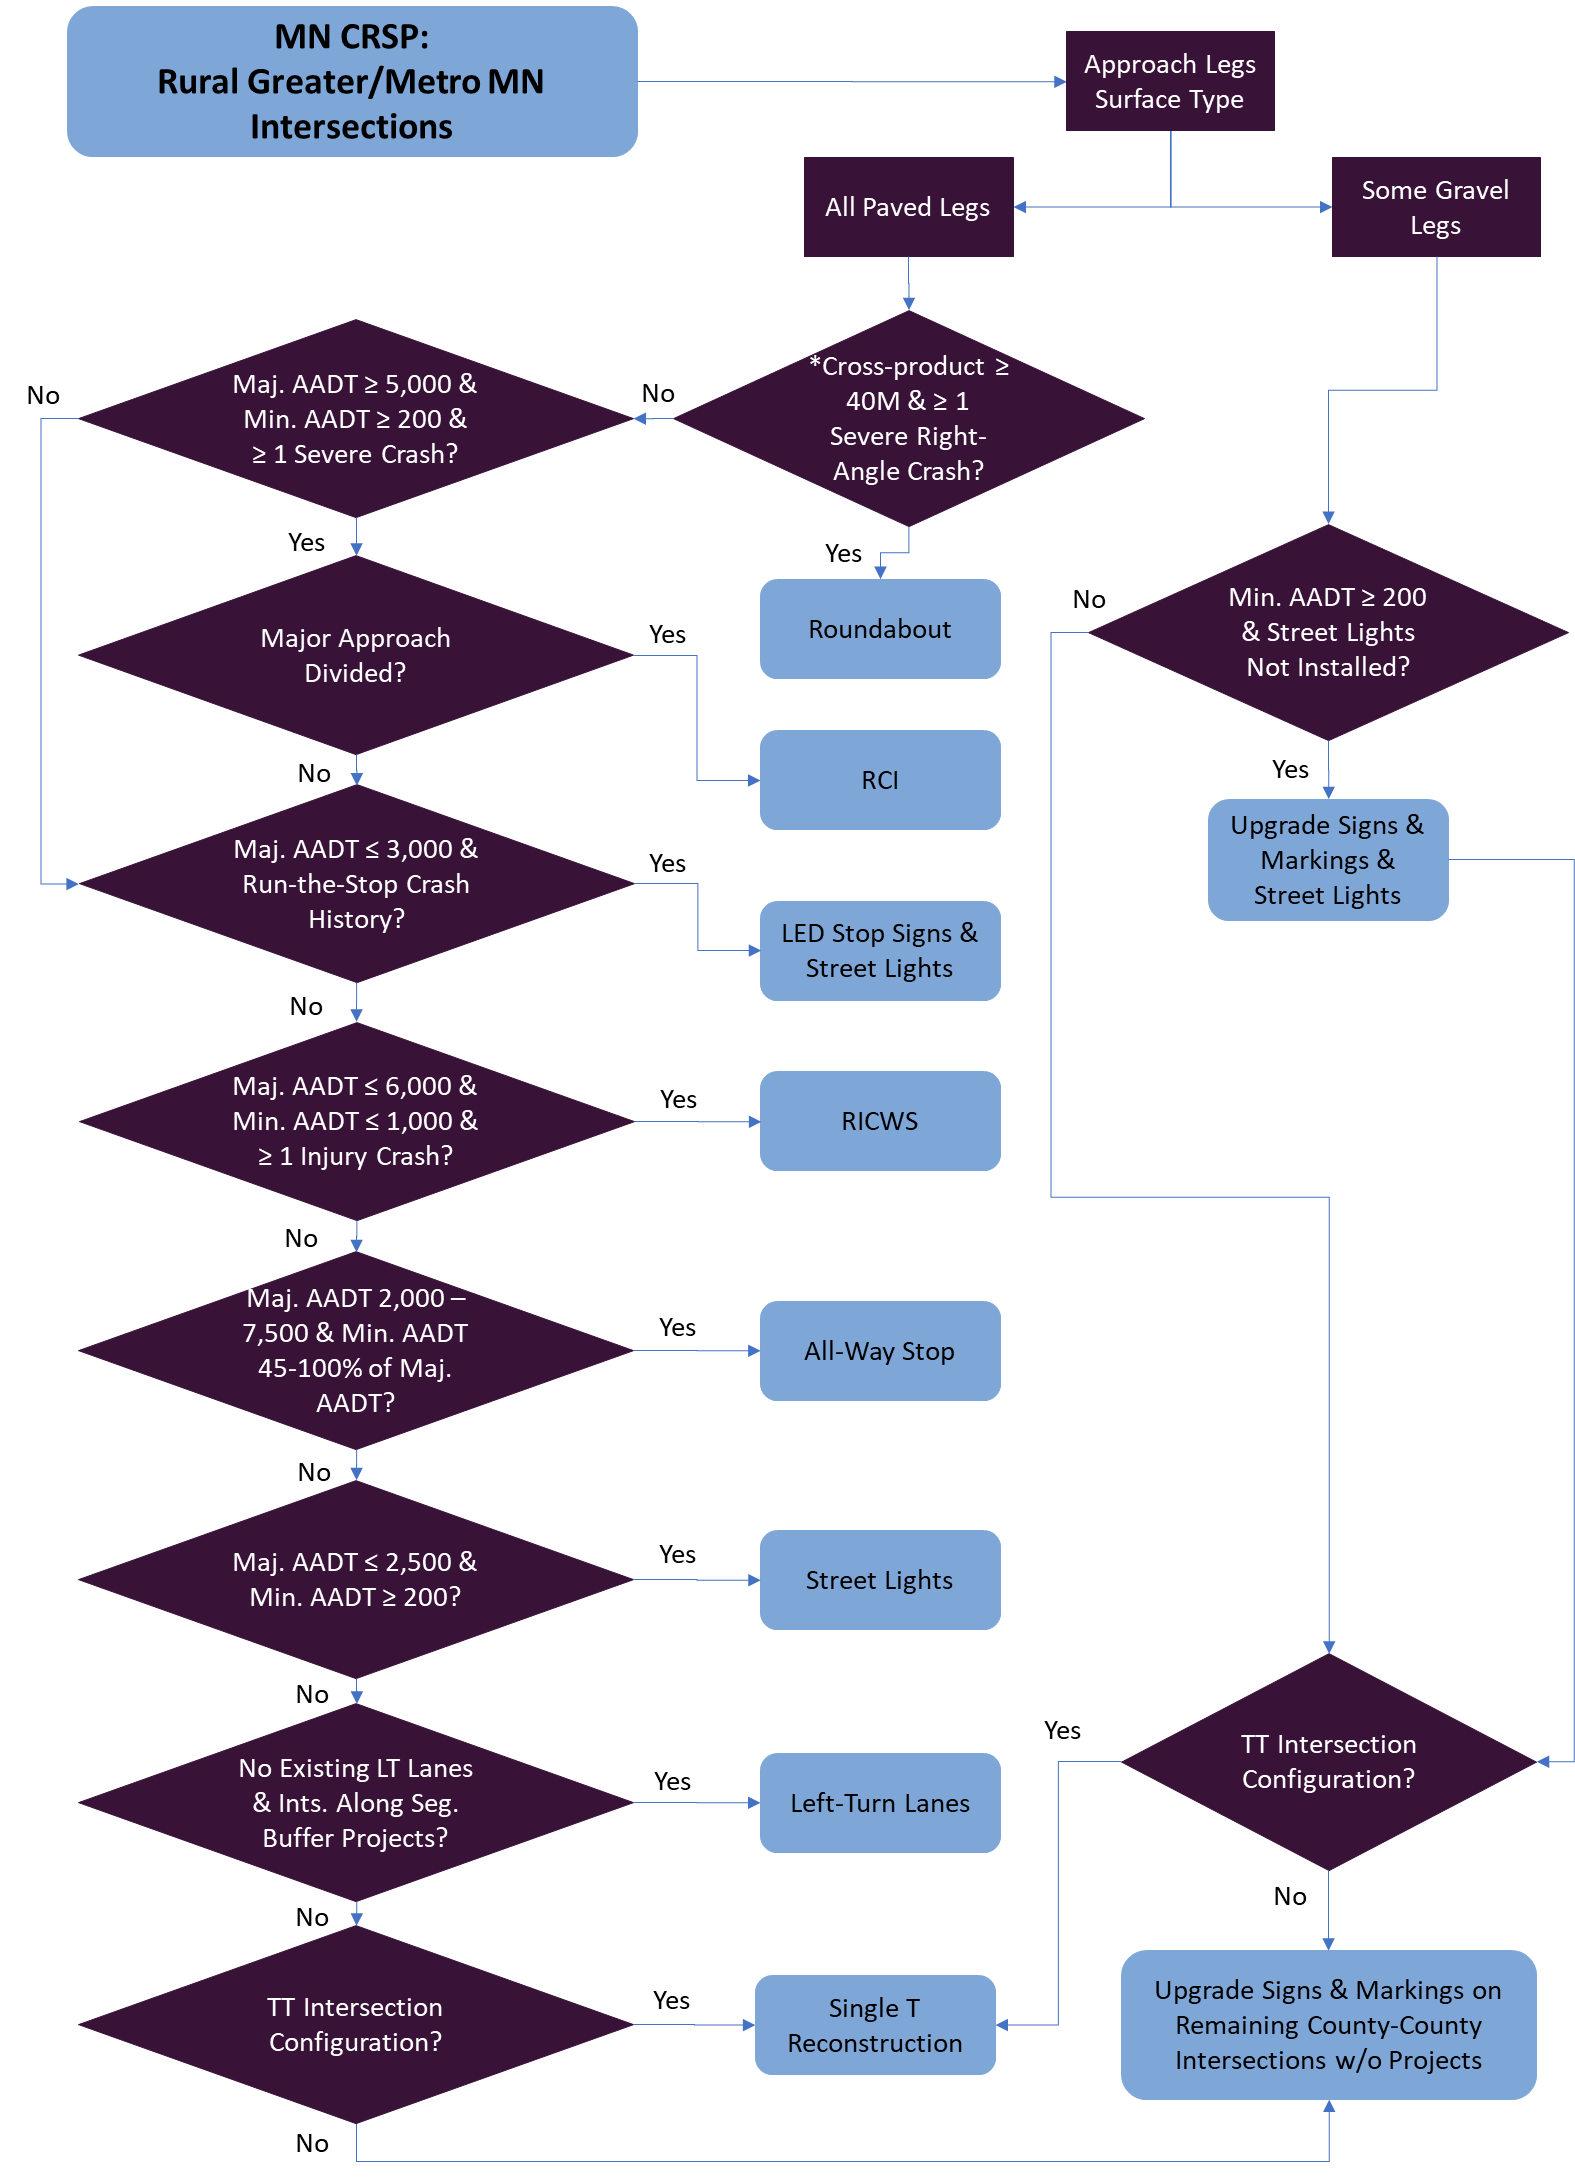 MN CRSP:
Rural Greater/Metro MN
Intersections
Approach Legs
Surface Type
All Paved Legs
Some Gravel
Legs
*Cross-product ≥
40M & ≥ 1
Severe Right-
Angle Crash?
No
Yes
Roundabout
Maj. AADT ≥ 5,000 &
Min. AADT ≥ 200 &
≥ 1 Severe Crash?
No
Yes
Major Approach
Divided?
Yes
RCI
No
Maj. AADT ≤ 3,000 &
Run-the-Stop Crash
History?
Yes
LED Stop Signs &
Street Lights
No
Maj. AADT ≤ 6,000 &
Min. AADT ≤ 1,000 &
≥ 1 Injury Crash?
Yes
RICWS
No
Maj. AADT 2,000 –
7,500 & Min. AADT
45-100% of Maj.
AADT?
Yes
All-Way Stop
No
Maj. AADT ≤ 2,500 &
Min. AADT ≥ 200?
Yes
Street Lights
No
No Existing LT Lanes
& Ints. Along Seg.
Buffer Projects?
Yes
Left-Turn Lanes
No
TT Intersection
Configuration?
Yes
Single T
Reconstruction
No
Min. AADT ≥ 200
& Street Lights
Not Installed?
No
Yes
Upgrade Signs &
Markings &
Street Lights
TT Intersection
Configuration?
Yes
No
Upgrade Signs & Markings on
Remaining County-County
Intersections w/o Projects